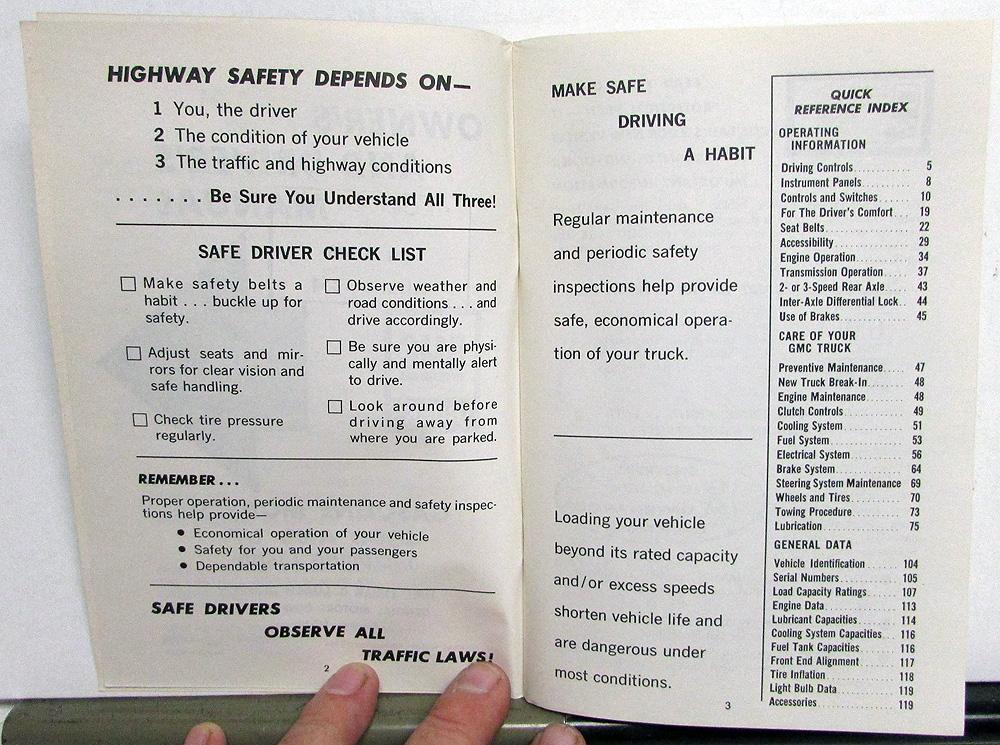 HIGHWAY SAFETY DEPENDS ON—
1 You, the driver
2 The condition of your vehicle
3 The traffic and highway conditions
. . . . . . . Be Sure You Understand All Three!
SAFE DRIVER CHECK LIST
Make safety belts a
habit . . . buckle up for
safety.
Adjust seats and mir-
rors for clear vision and
safe handling.
Check tire pressure
regularly.
Observe weather and
road conditions . . . and
drive accordingly.
Be sure you are physi-
cally and mentally alert
to drive.
Look around before
driving away from
where you are parked.
REMEMBER . . .
Proper operation, periodic maintenance and safety inspec-
tions help provide—
● Economical operation of your vehicle
● Safety for you and your passengers
● Dependable transportation
SAFE DRIVERS
OBSERVE ALL
TRAFFIC LAWS!
2
MAKE SAFE
DRIVING
A HABIT
Regular maintenance
and periodic safety
inspections help provide
safe, economical opera-
tion of your truck.
Loading your vehicle
beyond its rated capacity
and/or excess speeds
shorten vehicle life and
are dangerous under
most conditions.
3
QUICK
REFERENCE INDEX
OPERATING
INFORMATION
Driving Controls........... 5
Instrument Panels......... 8
Controls and Switches...... 10
For The Driver's Comfort... 19
Seat Belts................ 22
Accessibility............. 29
Engine Operation.......... 34
Transmission Operation.... 37
2- or 3-Speed Rear Axle.... 43
Inter-Axle Differential Lock.. 44
Use of Brakes............. 45
CARE OF YOUR
GMC TRUCK
Preventive Maintenance..... 47
New Truck Break-In........ 48
Engine Maintenance........ 48
Clutch Controls........... 49
Cooling System............ 51
Fuel System............... 53
Electrical System......... 56
Brake System.............. 64
Steering System Maintenance 69
Wheels and Tires.......... 70
Towing Procedure.......... 73
Lubrication............... 75
GENERAL DATA
Vehicle Identification..... 104
Serial Numbers............ 105
Load Capacity Ratings...... 107
Engine Data............... 113
Lubricant Capacities...... 114
Cooling System Capacities... 116
Fuel Tank Capacities....... 116
Front End Alignment....... 117
Tire Inflation............ 118
Light Bulb Data........... 119
Accessories............... 119